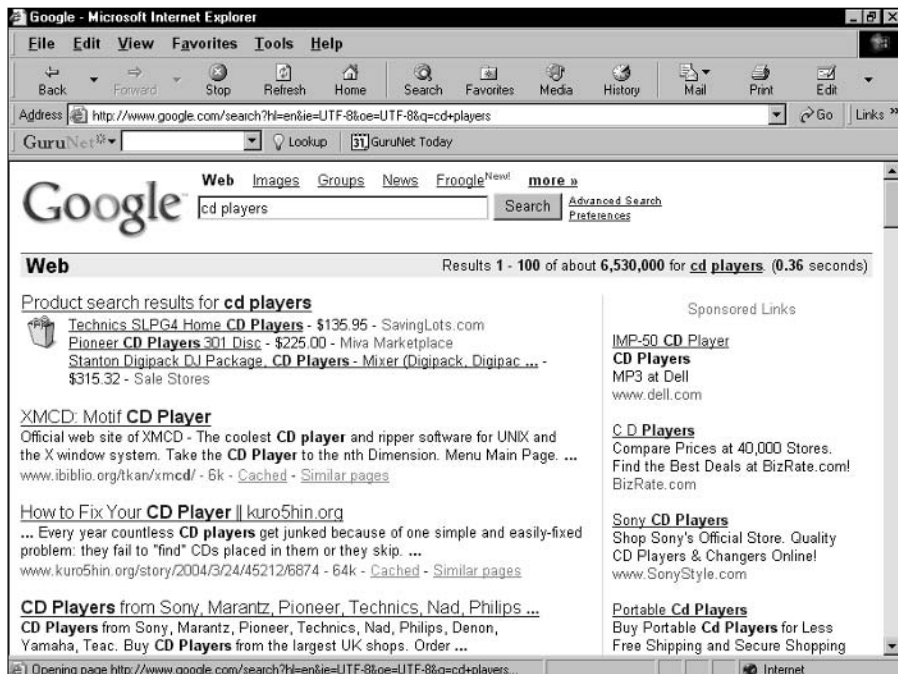 Google - Microsoft Internet Explorer
File Edit View Favorites Tools Help
Back Forward Stop Refresh Home Search Favorites Media History Mail Print Edit
Address http://www.google.com/search?hl=en&ie=UTF-8&oe=UTF-8&q=cd+players Go Links »
GuruNet Lookup 31 GuruNet Today
Google
Web Images Groups News Froogle New! more »
cd players Search Advanced Search
Preferences
Web Results 1 - 100 of about 6,530,000 for cd players. (0.36 seconds)
Product search results for cd players
Technics SLPG4 Home CD Players - $135.95 - SavingLots.com
Pioneer CD Players 301 Disc - $225.00 - Miva Marketplace
Stanton Digipack DJ Package, CD Players - Mixer (Digipack, Digipac ... -
$315.32 - Sale Stores
XMCD: Motif CD Player
Official web site of XMCD - The coolest CD player and ripper software for UNIX and
the X window system. Take the CD Player to the nth Dimension. Menu Main Page. ...
www.ibiblio.org/tkan/xmcd/ - 6k - Cached - Similar pages
How to Fix Your CD Player || kuro5hin.org
... Every year countless CD players get junked because of one simple and easily-fixed
problem: they fail to "find" CDs placed in them or they skip. ...
www.kuro5hin.org/story/2004/3/24/45212/6874 - 64k - Cached - Similar pages
CD Players from Sony, Marantz, Pioneer, Technics, Nad, Philips ...
CD Players from Sony, Marantz, Pioneer, Technics, Nad, Philips, Denon,
Yamaha, Teac. Buy CD Players from the largest UK shops. Order ...
Sponsored Links
IMP-50 CD Player
CD Players
MP3 at Dell
www.dell.com
C D Players
Compare Prices at 40,000 Stores.
Find the Best Deals at BizRate.com!
BizRate.com
Sony CD Players
Shop Sony's Official Store. Quality
CD Players & Changers Online!
www.SonyStyle.com
Portable Cd Players
Buy Portable Cd Players for Less
Free Shipping and Secure Shopping
Opening page http://www.google.com/search?hl=en&ie=UTF-8&oe=UTF-8&q=cd+players... Internet